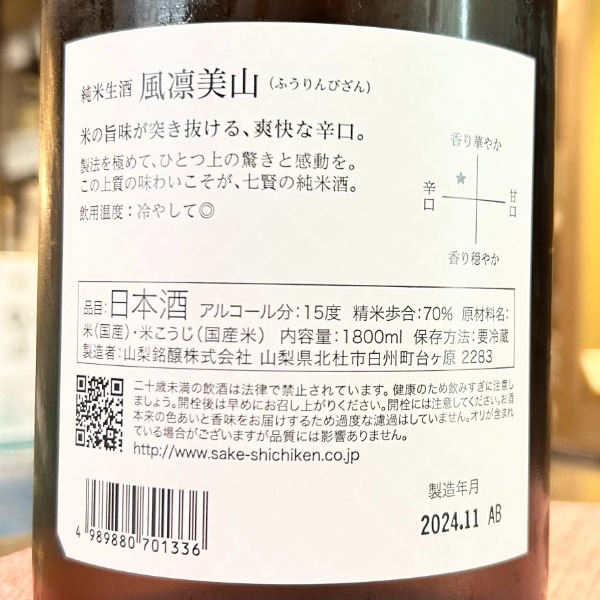 純米生酒 風凛美山 (ふうりんびざん)
米の旨味が突き抜ける、爽快な辛口。
製法を極めて、ひとつ上の驚きと感動を。
この上質の味わいこそが、七賢の純米酒。
飲用温度：冷やして◎
香り華やか
辛口
甘口
香り穏やか
品目:日本酒 アルコール分:15度 精米歩合:70% 原材料名:
米(国産)・米こうじ(国産米) 内容量:1800ml 保存方法:要冷蔵
製造者:山梨銘醸株式会社 山梨県北杜市白州町台ヶ原 2283
二十歳未満の飲酒は法律で禁止されています。健康のため飲みすぎに注意し
ましょう。開栓後は早めにお召し上がりください。開栓には注意してください。お酒
本来の色あいと香味をお届けするため過度な濾過はしていません。オリが含まれ
ている場合がございますが品質には影響ありません。
http://www.sake-shichiken.co.jp
製造年月
2024.11 AB
4 989880 701336